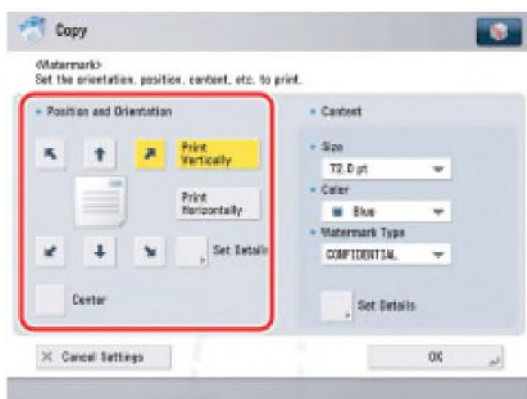 Copy
<Watermark>
Set the orientation, position, content, etc. to print.
Position and Orientation
Print
Vertically
Print
Horizontally
Set Details
Center
Content
Size
72.0 pt
Color
Blue
Watermark Type
CONFIDENTIAL
Set Details
Cancel Settings
OK